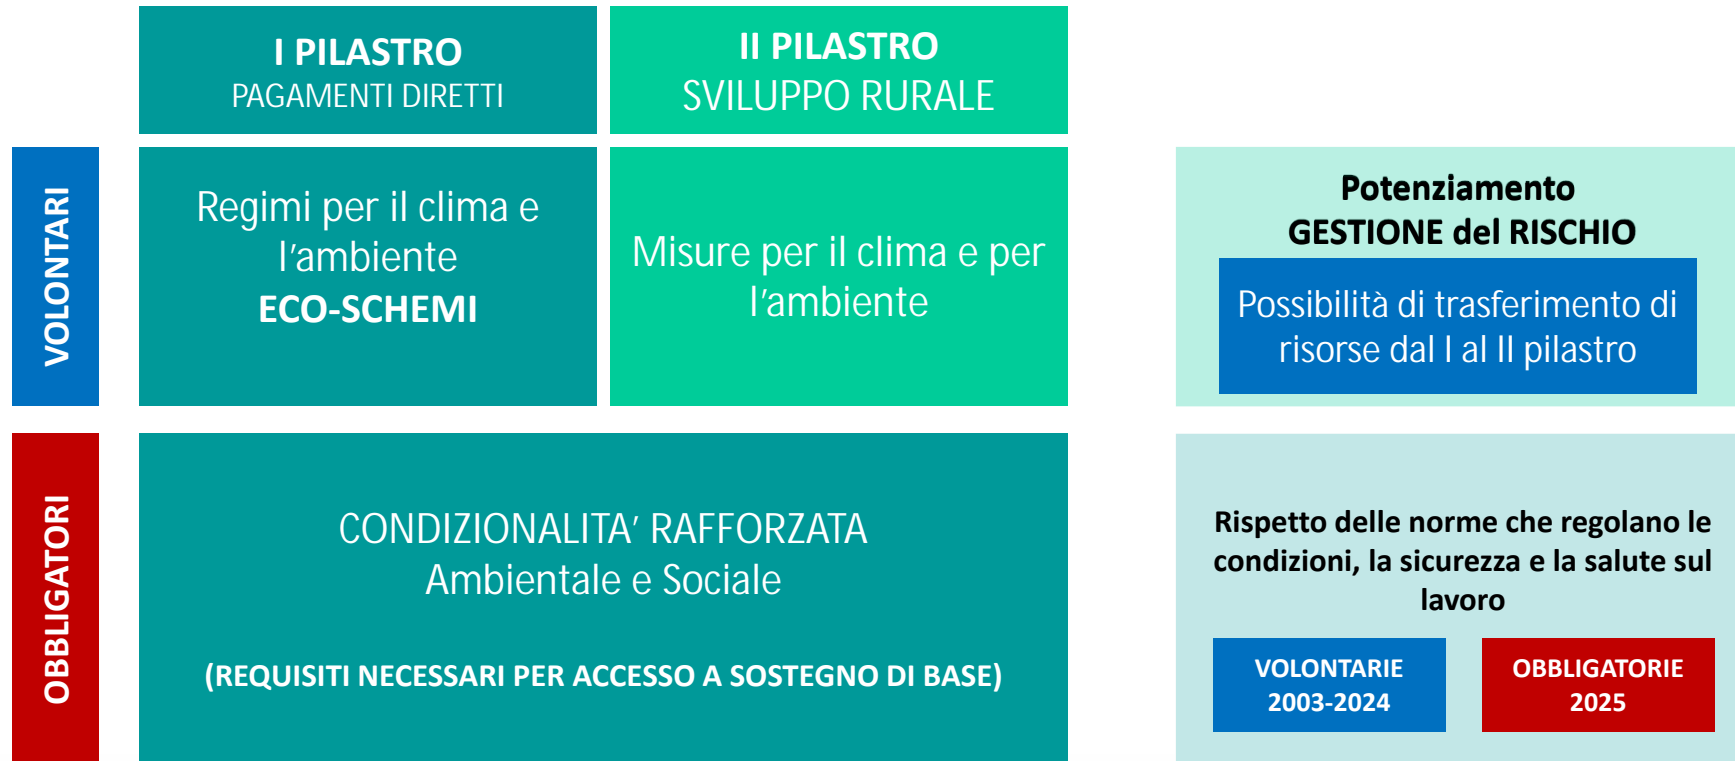 I PILASTRO
PAGAMENTI DIRETTI
II PILASTRO
SVILUPPO RURALE
VOLONTARI
Regimi per il clima e
l’ambiente
ECO-SCHEMI
Misure per il clima e per
l’ambiente
Potenziamento
GESTIONE del RISCHIO
Possibilità di trasferimento di
risorse dal I al II pilastro
OBBLIGATORI
CONDIZIONALITA’ RAFFORZATA
Ambientale e Sociale
(REQUISITI NECESSARI PER ACCESSO A SOSTEGNO DI BASE)
Rispetto delle norme che regolano le
condizioni, la sicurezza e la salute sul
lavoro
VOLONTARIE
2003-2024
OBBLIGATORIE
2025